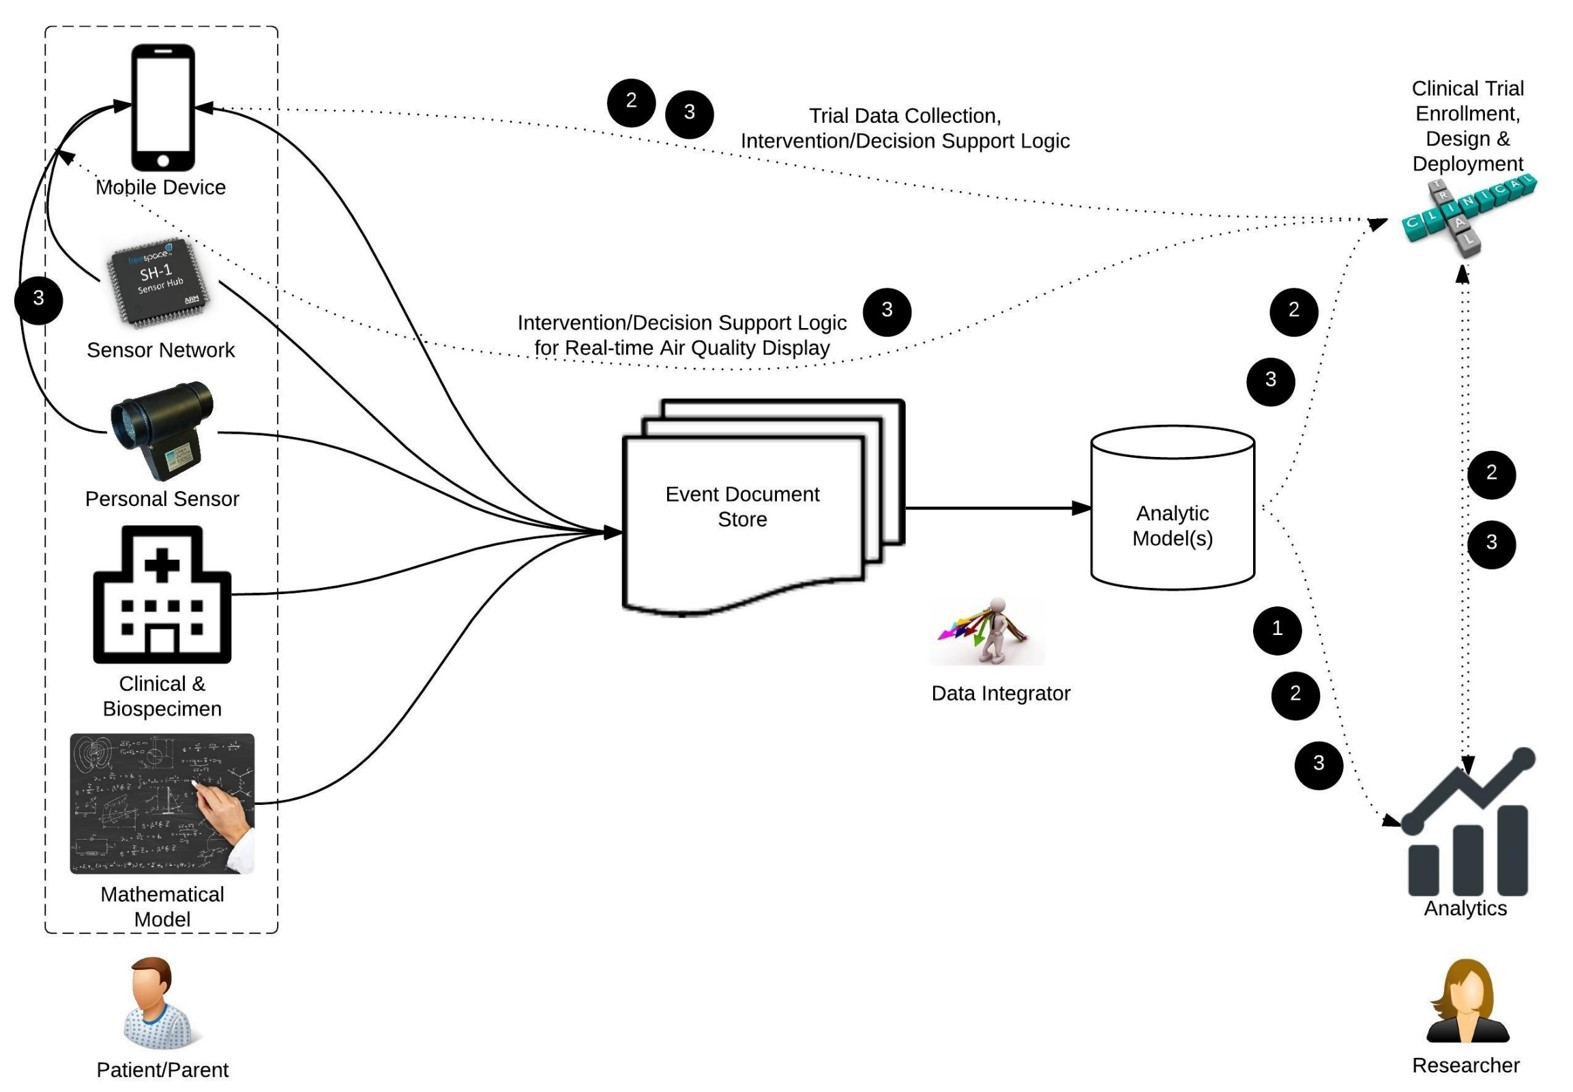 2
3
Trial Data Collection,
Intervention/Decision Support Logic
Clinical Trial
Enrollment,
Design &
Deployment
CLINICAL
TRIAL
Mobile Device
SH-1
Sensor Hub
ARM
Sensor Network
3
Intervention/Decision Support Logic
for Real-time Air Quality Display
3
2
3
Personal Sensor
Event Document
Store
Analytic
Model(s)
2
3
Clinical &
Biospecimen
Data Integrator
1
2
3
Mathematical
Model
Analytics
Patient/Parent
Researcher